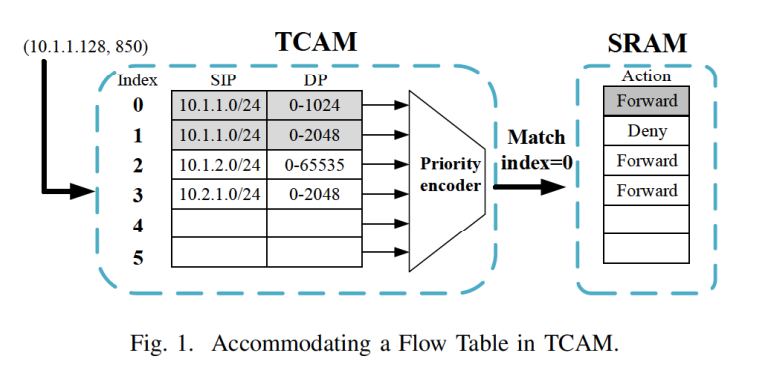 (10.1.1.128, 850)
TCAM
SRAM
Index SIP DP
0 10.1.1.0/24 0-1024
1 10.1.1.0/24 0-2048
2 10.1.2.0/24 0-65535
3 10.2.1.0/24 0-2048
4
5
Priority
encoder
Match
index=0
Action
Forward
Deny
Forward
Forward
Fig. 1. Accommodating a Flow Table in TCAM.